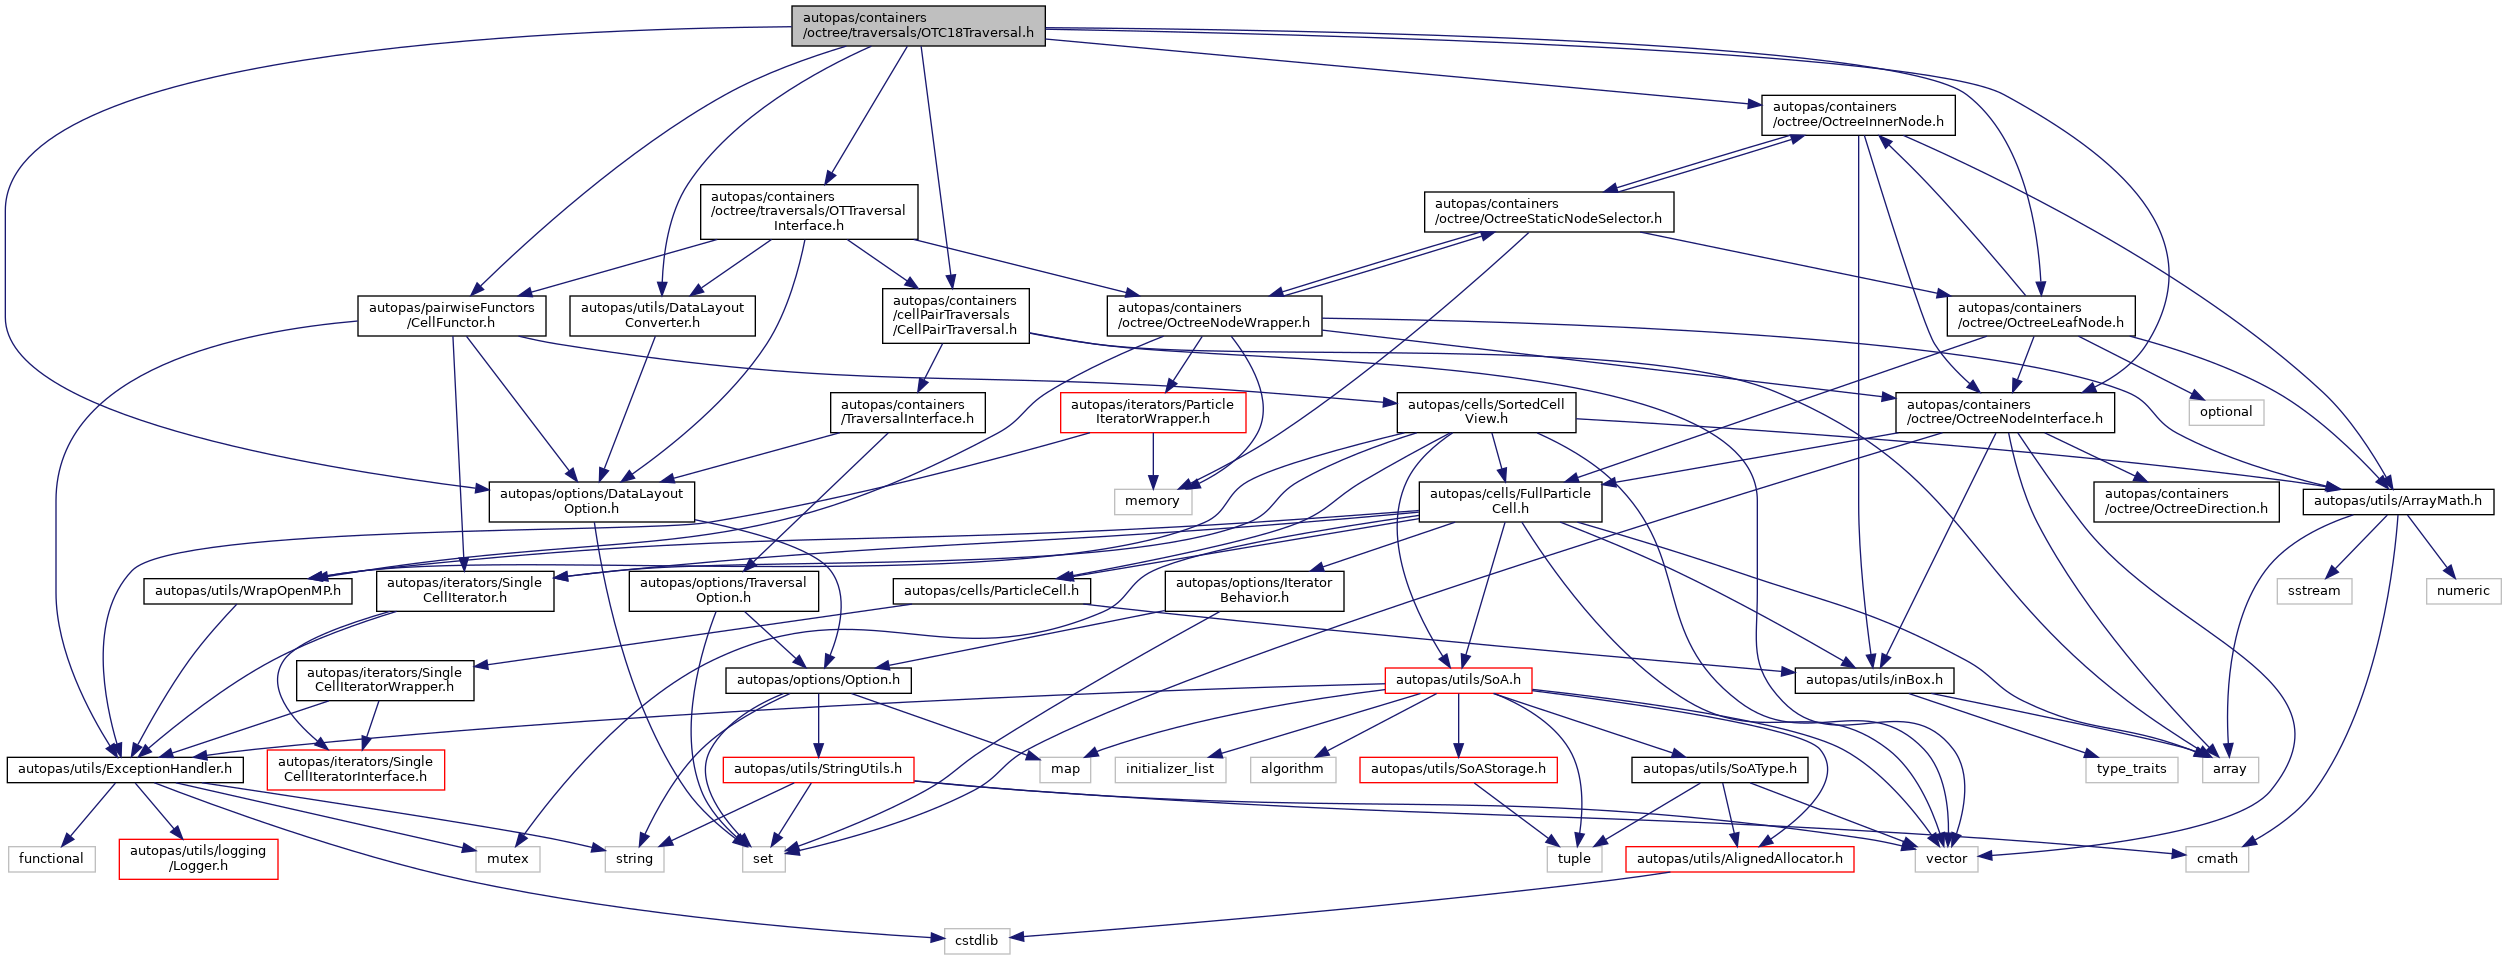 autopas/containers
/octree/traversals/OTC18Traversal.h
autopas/containers
/octree/OctreeInnerNode.h
autopas/containers
/octree/traversals/OTTraversal
Interface.h
autopas/containers
/octree/OctreeStaticNodeSelector.h
autopas/pairwiseFunctors
/CellFunctor.h
autopas/utils/DataLayout
Converter.h
autopas/containers
/cellPairTraversals
/CellPairTraversal.h
autopas/containers
/octree/OctreeNodeWrapper.h
autopas/containers
/octree/OctreeLeafNode.h
autopas/containers
/TraversalInterface.h
autopas/iterators/Particle
IteratorWrapper.h
autopas/cells/SortedCell
View.h
autopas/containers
/octree/OctreeNodeInterface.h
optional
autopas/options/DataLayout
Option.h
memory
autopas/cells/FullParticle
Cell.h
autopas/containers
/octree/OctreeDirection.h
autopas/utils/ArrayMath.h
autopas/utils/WrapOpenMP.h
autopas/iterators/Single
CellIterator.h
autopas/options/Traversal
Option.h
autopas/cells/ParticleCell.h
autopas/options/Iterator
Behavior.h
sstream
numeric
autopas/iterators/Single
CellIteratorWrapper.h
autopas/options/Option.h
autopas/utils/SoA.h
autopas/utils/inBox.h
autopas/utils/ExceptionHandler.h
autopas/iterators/Single
CellIteratorInterface.h
autopas/utils/StringUtils.h
map
initializer_list
algorithm
autopas/utils/SoAStorage.h
autopas/utils/SoAType.h
type_traits
array
functional
autopas/utils/logging
/Logger.h
mutex
string
set
tuple
autopas/utils/AlignedAllocator.h
vector
cmath
cstdlib